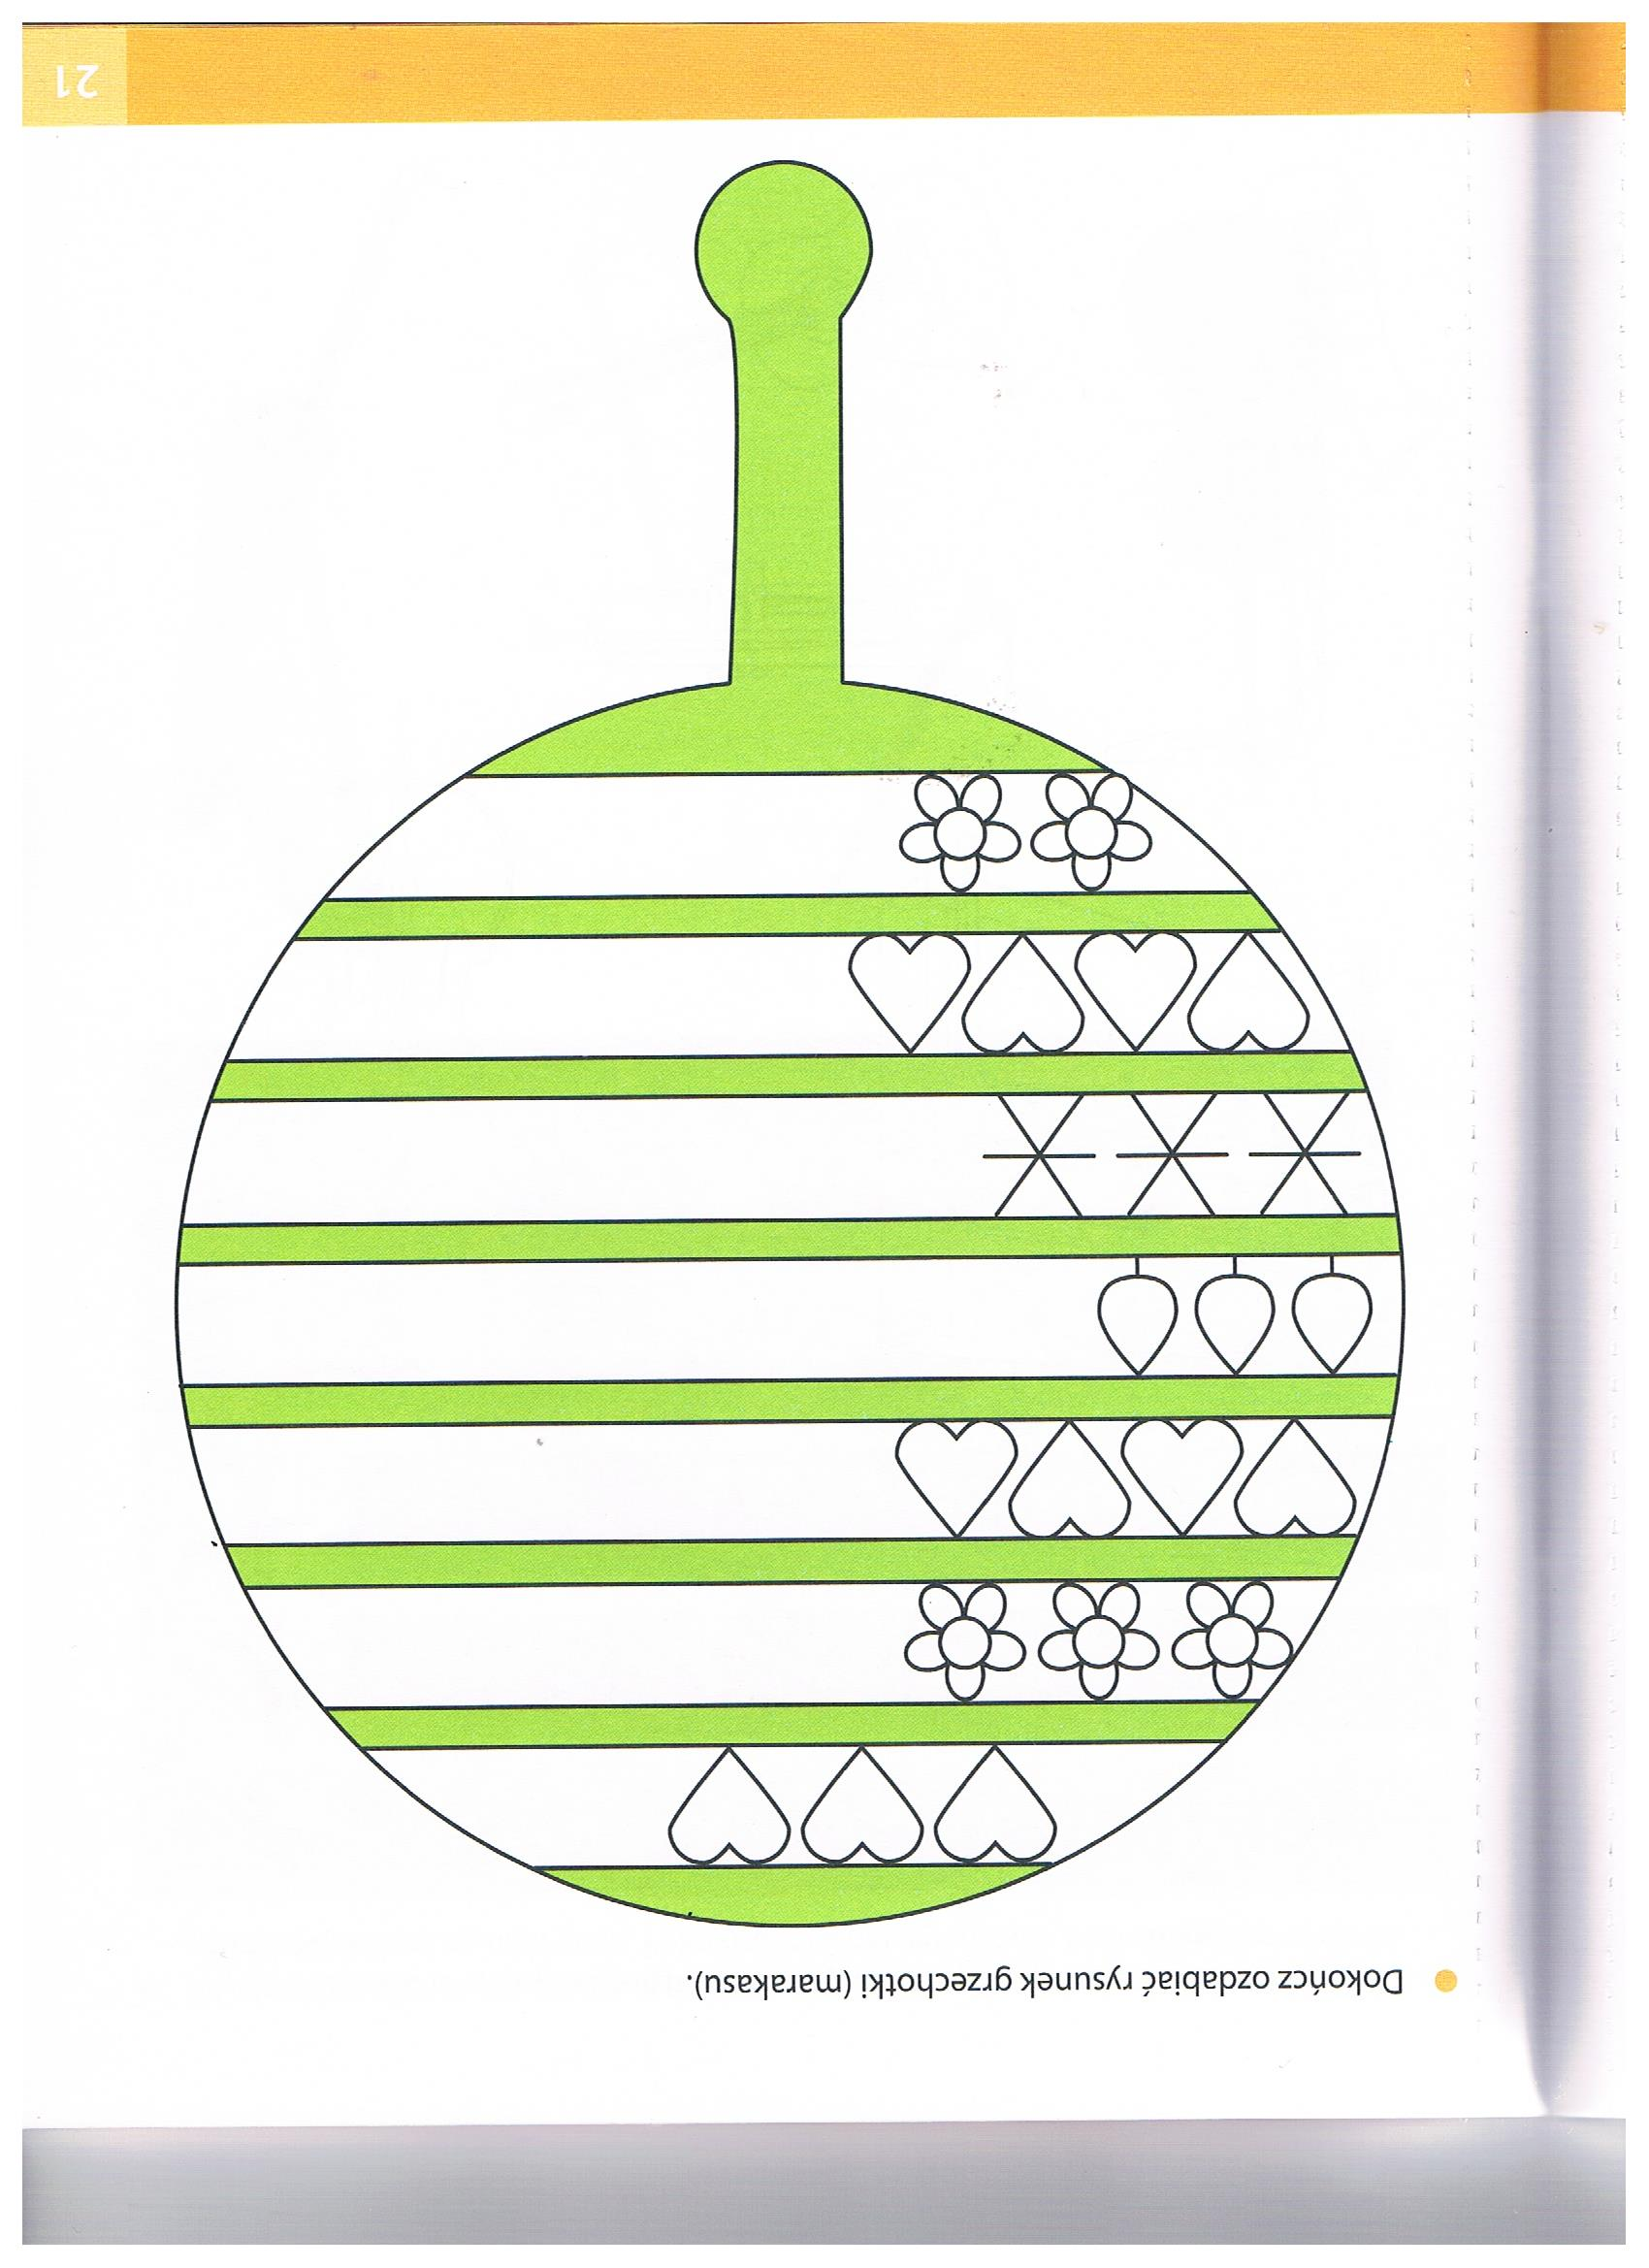 Dokończ ozdabiać rysunek grzechotki (marakasu).
21